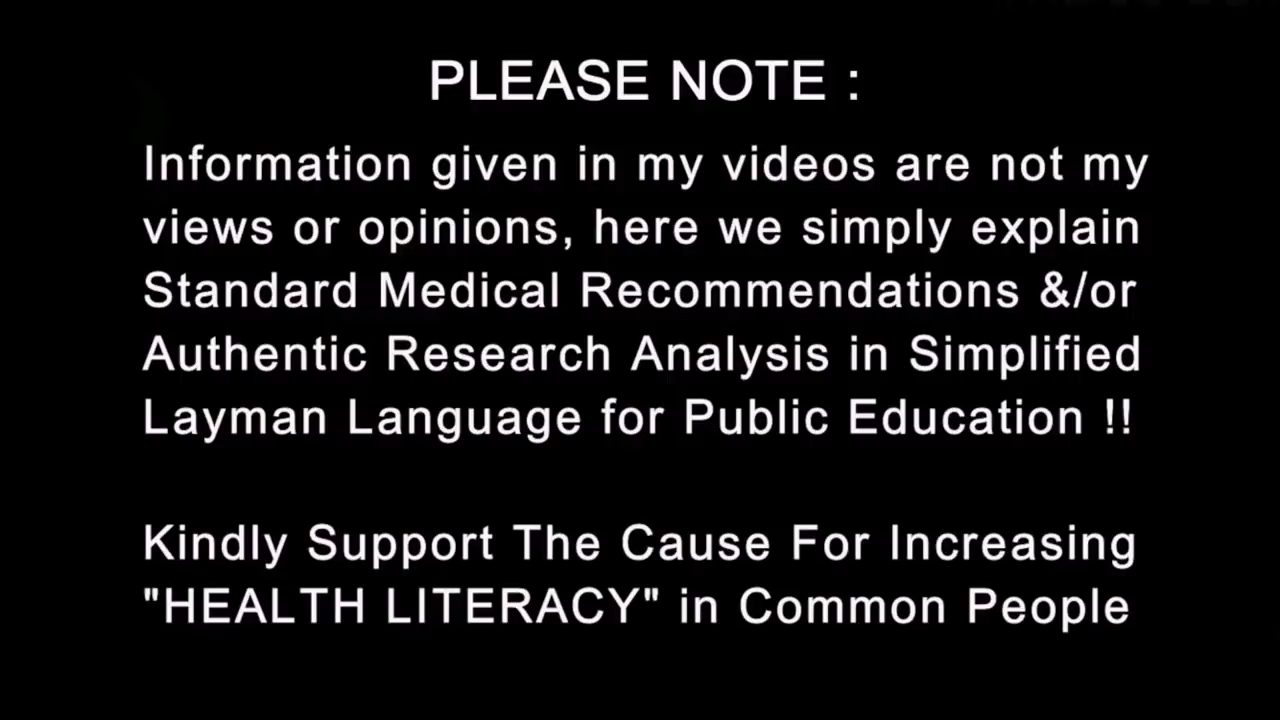 PLEASE NOTE :
Information given in my videos are not my
views or opinions, here we simply explain
Standard Medical Recommendations &/or
Authentic Research Analysis in Simplified
Layman Language for Public Education !!
Kindly Support The Cause For Increasing
"HEALTH LITERACY" in Common People